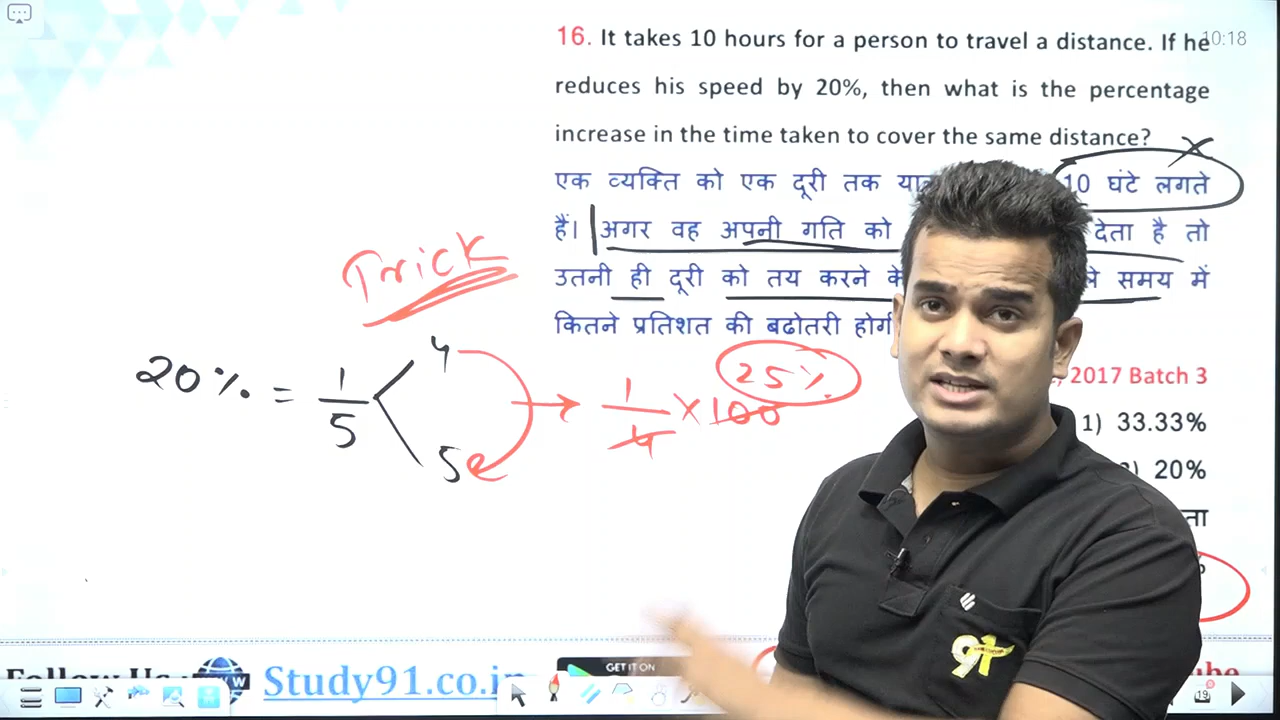 16. It takes 10 hours for a person to travel a distance. If he
10:18
reduces his speed by 20%, then what is the percentage
increase in the time taken to cover the same distance?
एक व्यक्ति को एक दूरी तक 10 घंटे लगते
हैं। अगर वह अपनी गति को देता है तो
उतनी ही दूरी को तय करने समय में
कितने प्रतिशत की बढोतरी
Trick
20% = 1/5
4
5
1/4 × 100
25%
2017 Batch 3
1) 33.33%
20%
Follow Us
Study91.co.in
GET IT ON
91
19